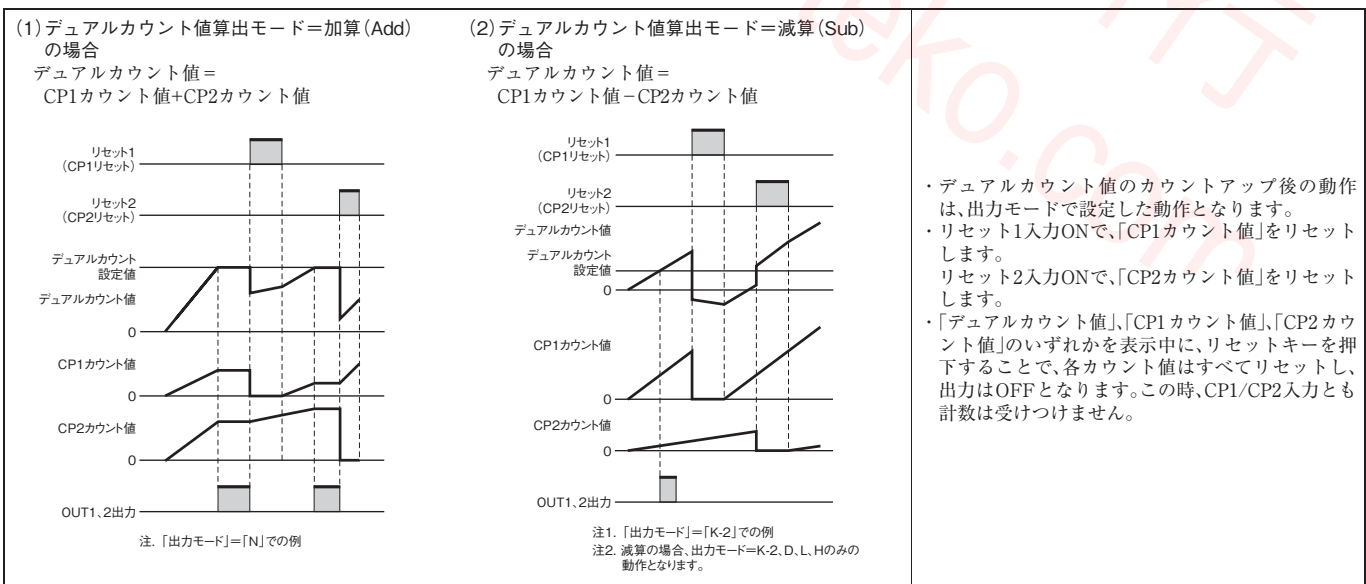 (1)デュアルカウント値算出モード＝加算(Add)
の場合
デュアルカウント値＝
CP1カウント値+CP2カウント値
リセット1
(CP1リセット)
リセット2
(CP2リセット)
デュアルカウント
設定値
デュアルカウント値
0
CP1カウント値
0
CP2カウント値
0
OUT1、2出力
注.「出力モード」＝「N」での例
(2)デュアルカウント値算出モード＝減算(Sub)
の場合
デュアルカウント値＝
CP1カウント値－CP2カウント値
リセット1
(CP1リセット)
リセット2
(CP2リセット)
デュアルカウント値
デュアルカウント
設定値
0
CP1カウント値
0
CP2カウント値
0
OUT1、2出力
注1.「出力モード」＝「K-2」での例
注2. 減算の場合、出力モード＝K-2、D、L、Hのみの
動作となります。
・デュアルカウント値のカウントアップ後の動作
は、出力モードで設定した動作となります。
・リセット1入力ONで、「CP1カウント値」をリセット
します。
リセット2入力ONで、「CP2カウント値」をリセット
します。
・「デュアルカウント値」、「CP1カウント値」、「CP2カウ
ント値」のいずれかを表示中に、リセットキーを押
下することで、各カウント値はすべてリセットし、
出力はOFFとなります。この時、CP1/CP2入力とも
計数は受けつけません。